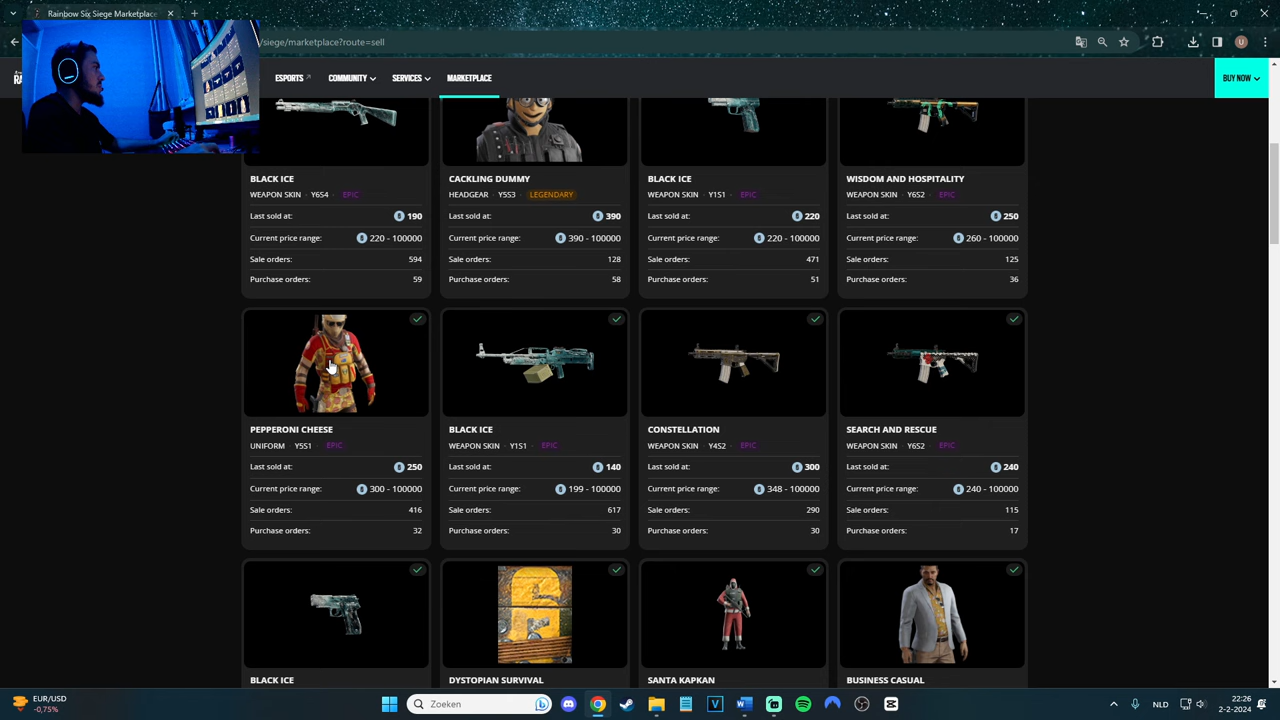 Rainbow Six Siege Marketplace
/siege/marketplace?route=sell
U
ESPORTS
COMMUNITY
SERVICES
MARKETPLACE
BUY NOW
BLACK ICE
WEAPON SKIN · Y6S4 · EPIC
Last sold at: 190
Current price range: 220 - 100000
Sale orders: 594
Purchase orders: 59
CACKLING DUMMY
HEADGEAR · Y5S3 · LEGENDARY
Last sold at: 390
Current price range: 390 - 100000
Sale orders: 128
Purchase orders: 58
BLACK ICE
WEAPON SKIN · Y1S1 · EPIC
Last sold at: 220
Current price range: 220 - 100000
Sale orders: 471
Purchase orders: 51
WISDOM AND HOSPITALITY
WEAPON SKIN · Y6S2 · EPIC
Last sold at: 250
Current price range: 260 - 100000
Sale orders: 125
Purchase orders: 36
PEPPERONI CHEESE
UNIFORM · Y5S1 · EPIC
Last sold at: 250
Current price range: 300 - 100000
Sale orders: 416
Purchase orders: 32
BLACK ICE
WEAPON SKIN · Y1S1 · EPIC
Last sold at: 140
Current price range: 199 - 100000
Sale orders: 617
Purchase orders: 30
CONSTELLATION
WEAPON SKIN · Y4S2 · EPIC
Last sold at: 300
Current price range: 348 - 100000
Sale orders: 290
Purchase orders: 30
SEARCH AND RESCUE
WEAPON SKIN · Y6S2 · EPIC
Last sold at: 240
Current price range: 240 - 100000
Sale orders: 115
Purchase orders: 17
BLACK ICE
DYSTOPIAN SURVIVAL
SANTA KAPKAN
BUSINESS CASUAL
EUR/USD
-0,75%
Zoeken
NLD
22:26
2-2-2024